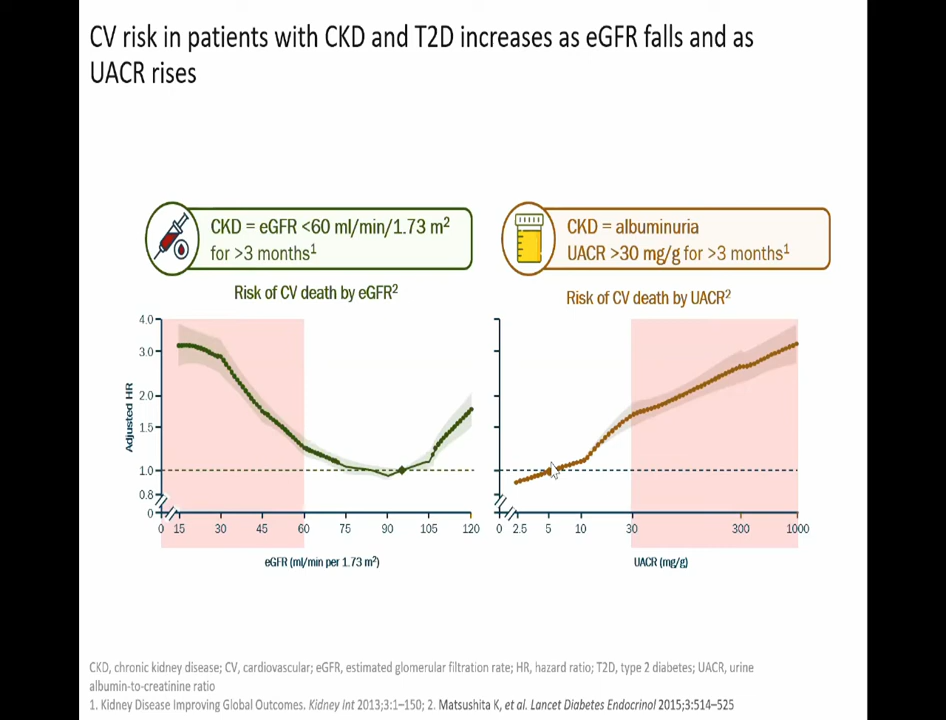 CV risk in patients with CKD and T2D increases as eGFR falls and as
UACR rises
CKD = eGFR <60 ml/min/1.73 m²
for >3 months¹
CKD = albuminuria
UACR >30 mg/g for >3 months¹
Risk of CV death by eGFR²
Risk of CV death by UACR²
Adjusted HR
4.0
3.0
2.0
1.5
1.0
0.8
0
0 15 30 45 60 75 90 105 120
eGFR (ml/min per 1.73 m²)
0 2.5 5 10 30 300 1000
UACR (mg/g)
CKD, chronic kidney disease; CV, cardiovascular; eGFR, estimated glomerular filtration rate; HR, hazard ratio; T2D, type 2 diabetes; UACR, urine
albumin-to-creatinine ratio
1. Kidney Disease Improving Global Outcomes. Kidney Int 2013;3:1–150; 2. Matsushita K, et al. Lancet Diabetes Endocrinol 2015;3:514–525